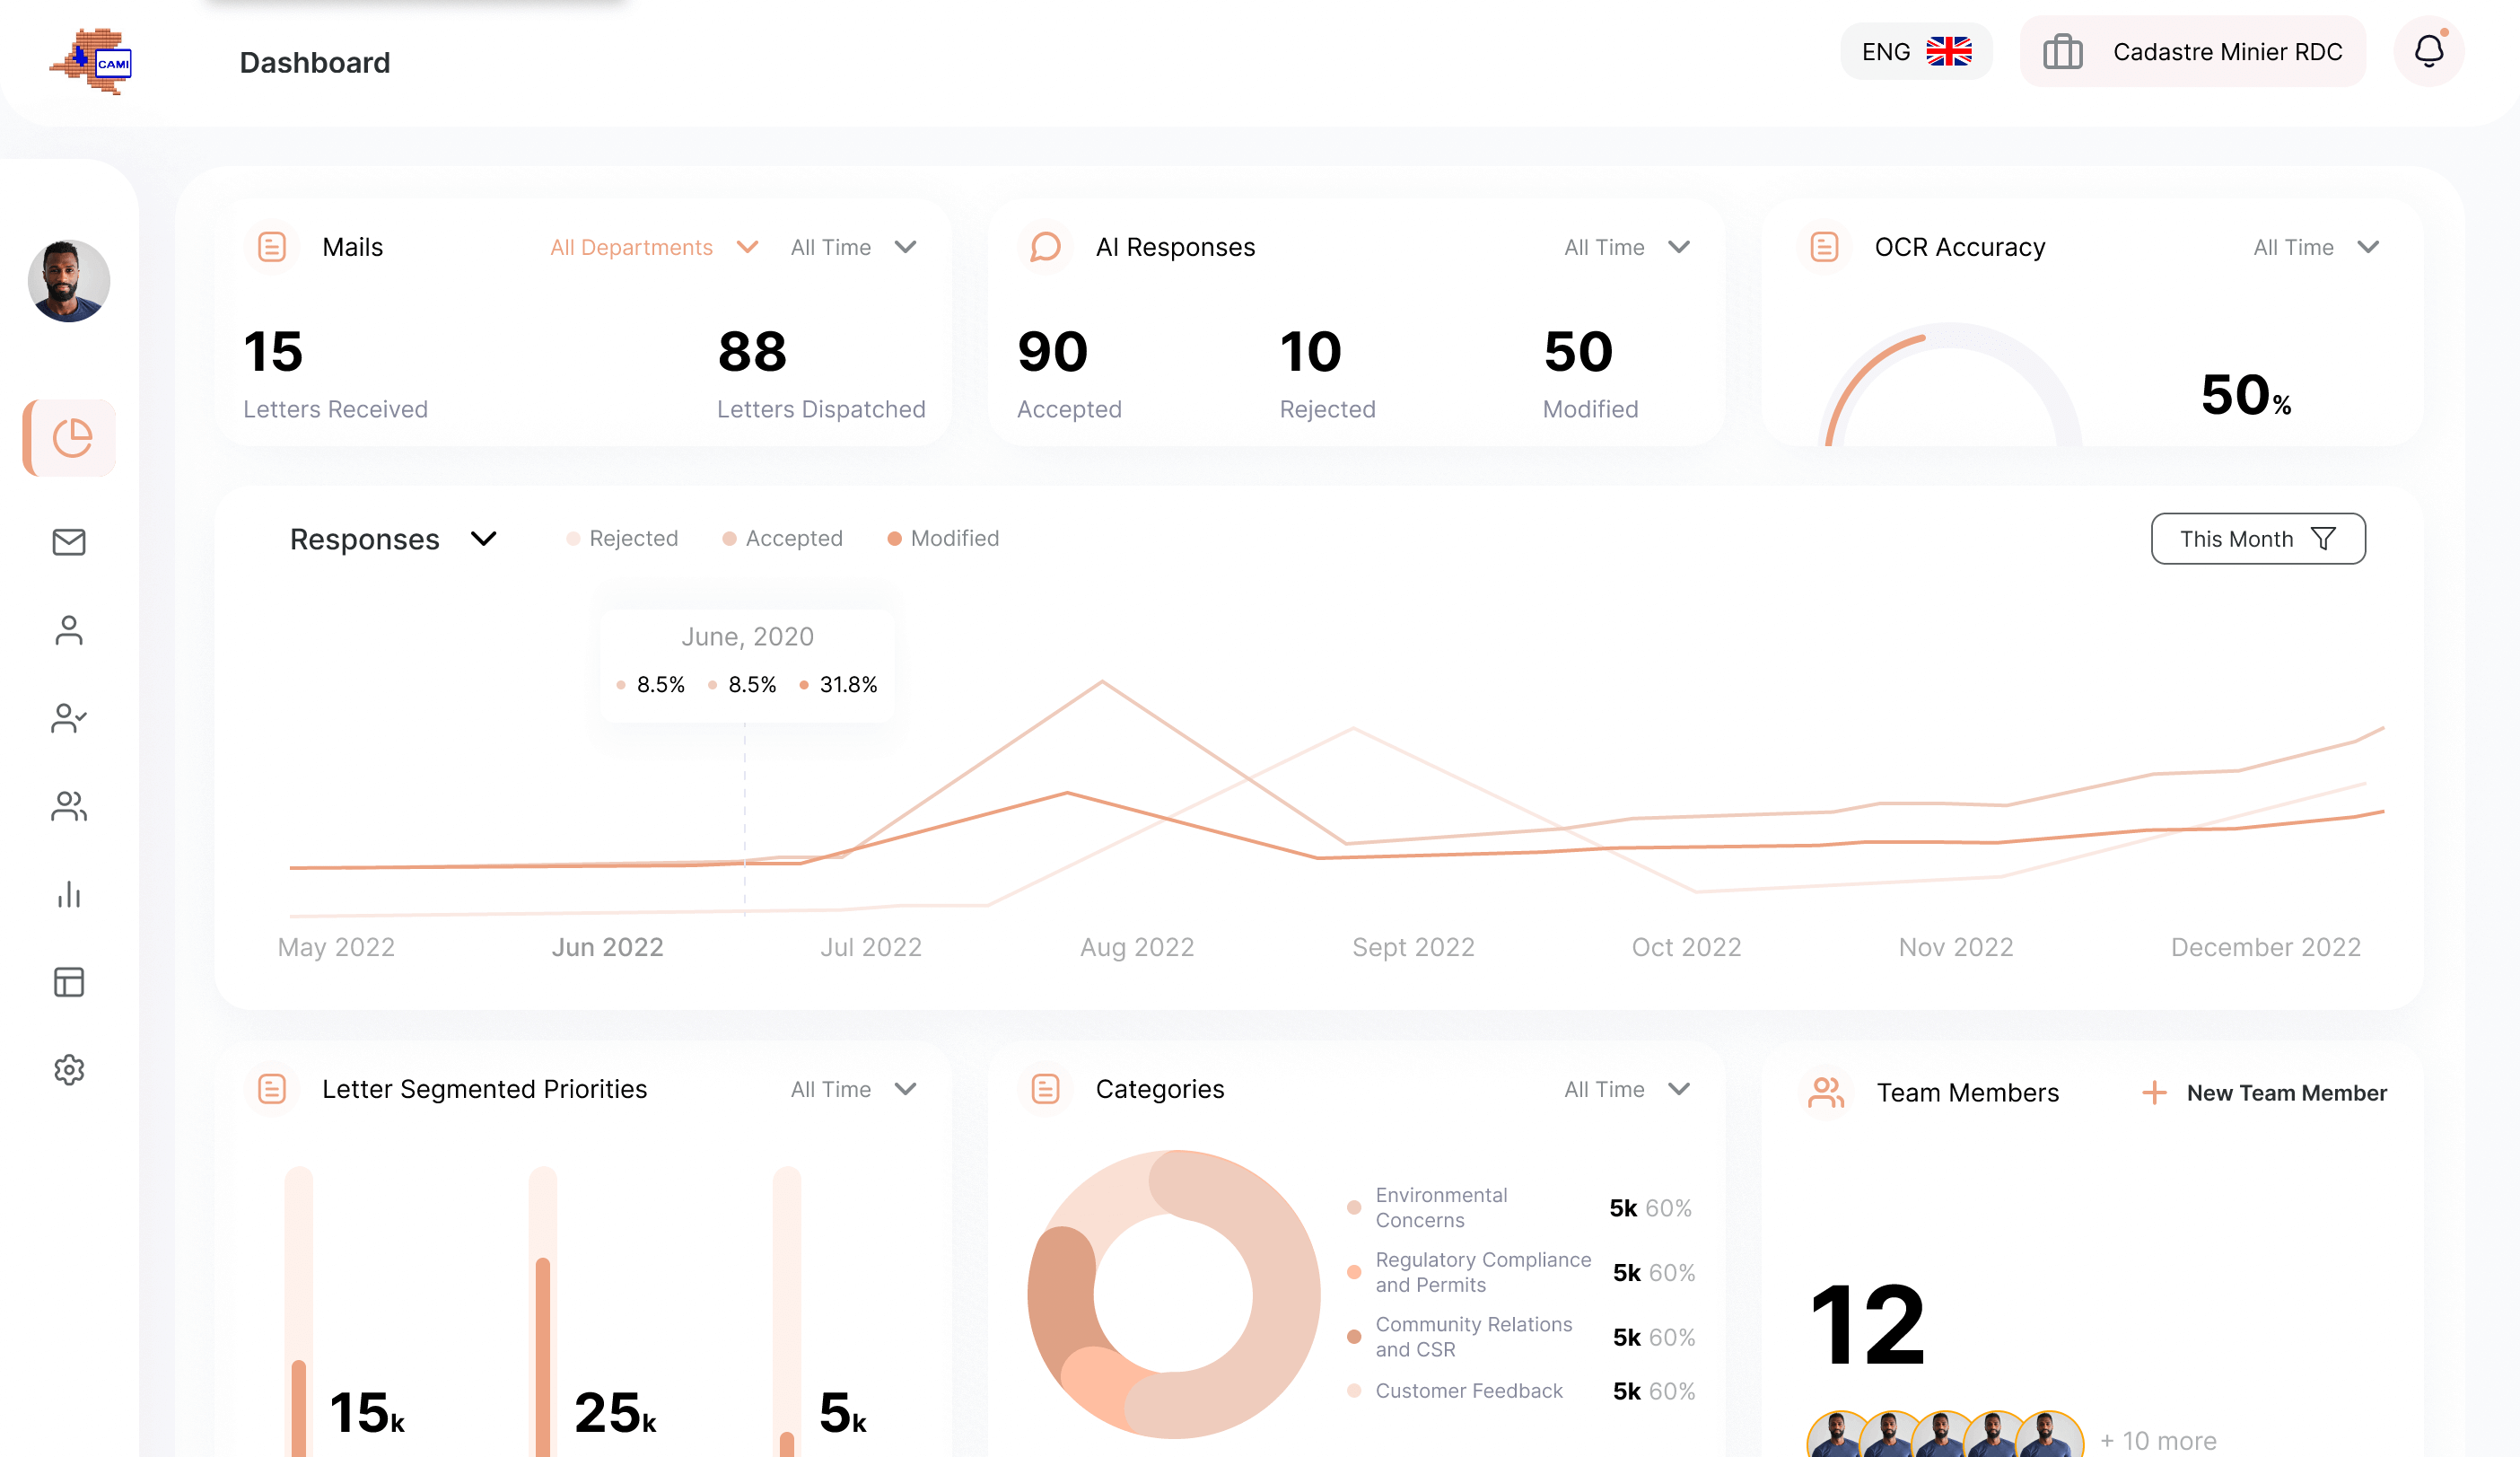 CAMI
Dashboard
ENG
Cadastre Minier RDC
Mails
All Departments
All Time
15
Letters Received
88
Letters Dispatched
AI Responses
All Time
90
Accepted
10
Rejected
50
Modified
OCR Accuracy
All Time
50%
Responses
Rejected
Accepted
Modified
This Month
June, 2020
8.5% 8.5% 31.8%
May 2022
Jun 2022
Jul 2022
Aug 2022
Sept 2022
Oct 2022
Nov 2022
December 2022
Letter Segmented Priorities
All Time
15k
25k
5k
Categories
All Time
Environmental
Concerns
5k 60%
Regulatory Compliance
and Permits
5k 60%
Community Relations
and CSR
5k 60%
Customer Feedback
5k 60%
Team Members
New Team Member
12
+ 10 more